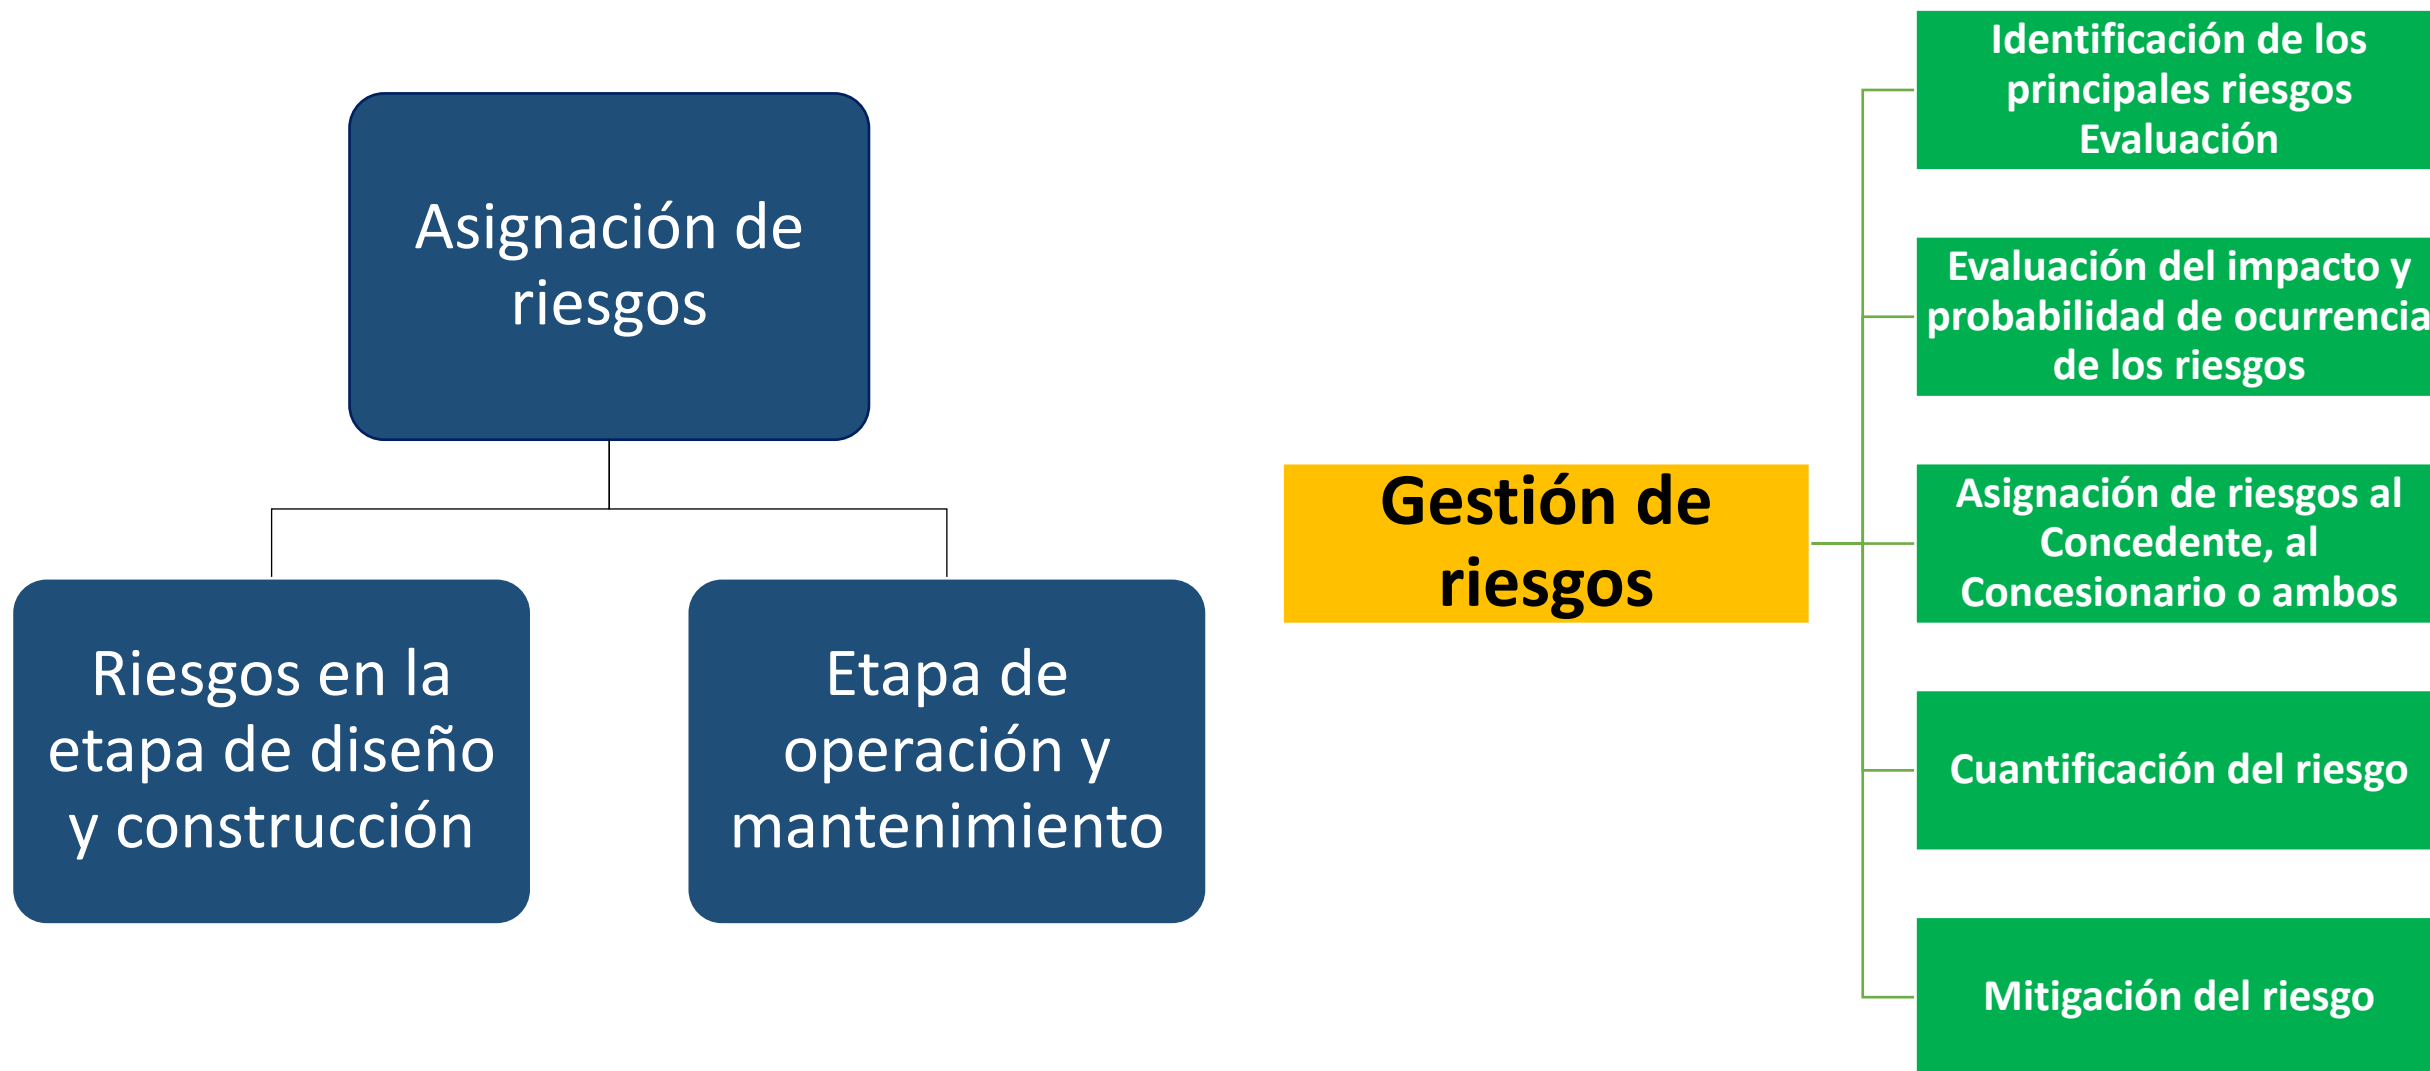 Asignación de
riesgos
Riesgos en la
etapa de diseño
y construcción
Etapa de
operación y
mantenimiento
Gestión de
riesgos
Identificación de los
principales riesgos
Evaluación
Evaluación del impacto y
probabilidad de ocurrencia
de los riesgos
Asignación de riesgos al
Concedente, al
Concesionario o ambos
Cuantificación del riesgo
Mitigación del riesgo